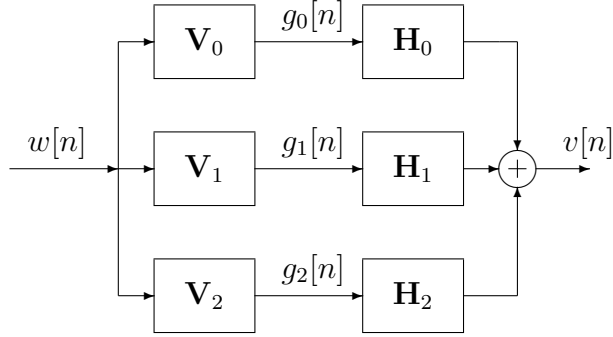 V₀ g₀[n] H₀
w[n] V₁ g₁[n] H₁ + v[n]
V₂ g₂[n] H₂